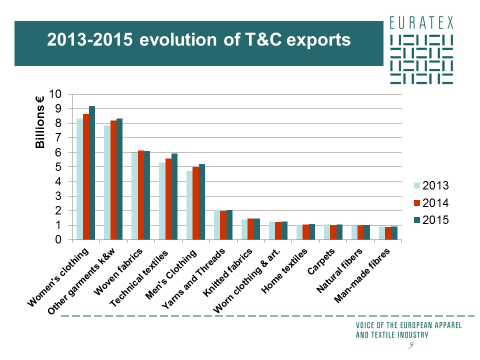 2013-2015 evolution of T&C exports
EURATEX
Billions €
10
9
8
7
6
5
4
3
2
1
0
Women's clothing
Other garments k&w
Woven fabrics
Technical textiles
Men's Clothing
Yarns and Threads
Knitted fabrics
Worn clothing & art.
Home textiles
Carpets
Natural fibers
Man-made fibres
2013
2014
2015
VOICE OF THE EUROPEAN APPAREL
AND TEXTILE INDUSTRY
9